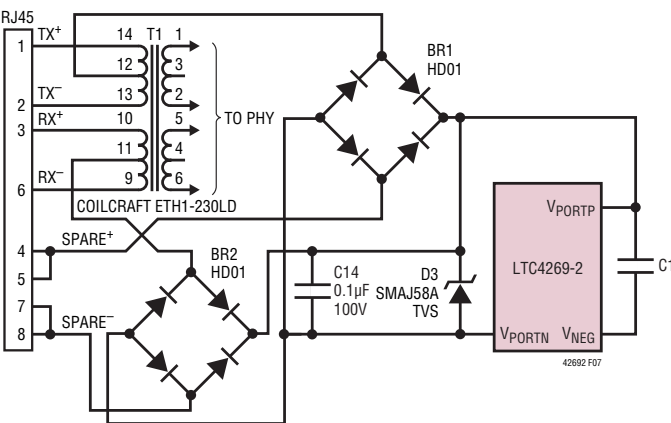 RJ45
1
TX+
14
T1
1
12
3
2
TX−
13
2
3
RX+
10
5
TO PHY
11
4
6
RX−
9
6
COILCRAFT ETH1-230LD
BR1
HD01
4
SPARE+
5
7
8
SPARE−
BR2
HD01
C14
0.1µF
100V
D3
SMAJ58A
TVS
VPORTP
LTC4269-2
VPORTN
VNEG
C1
42692 F07